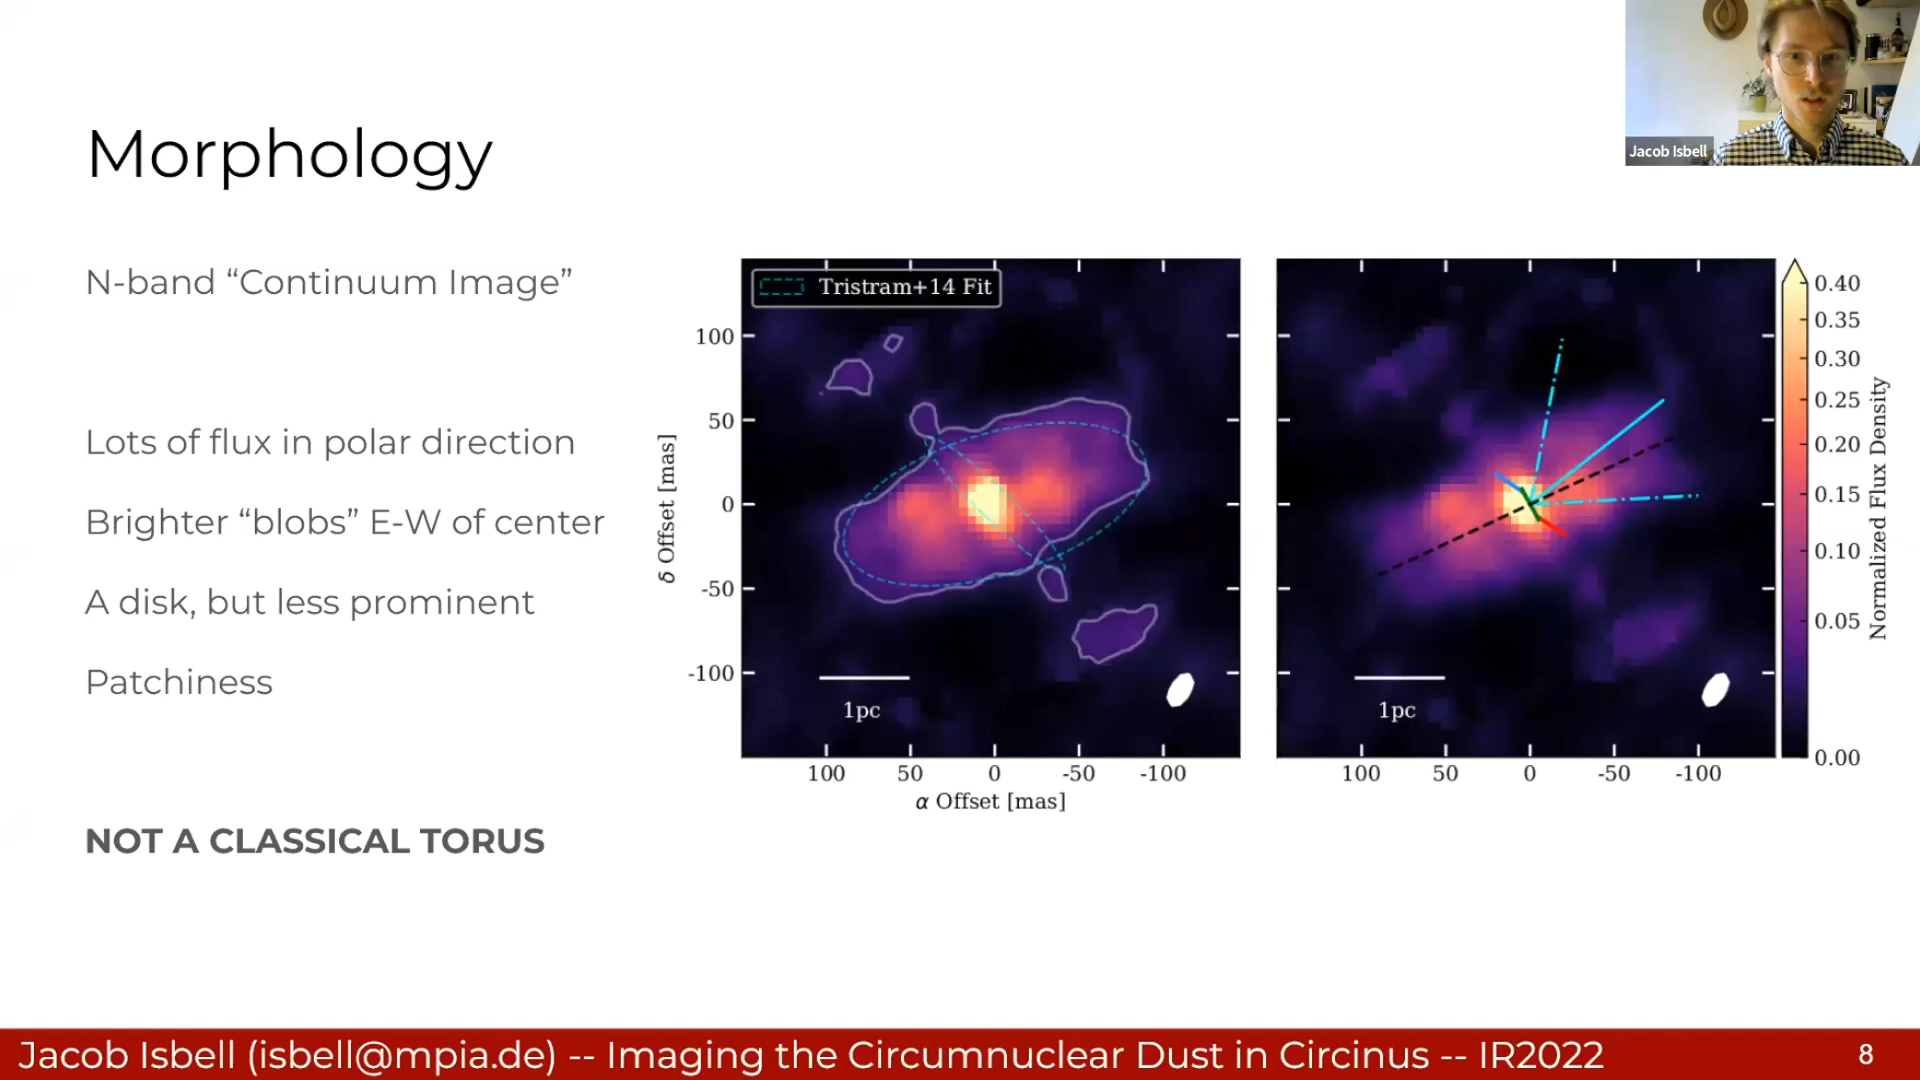 Jacob Isbell
Morphology
N-band “Continuum Image”
Lots of flux in polar direction
Brighter “blobs” E-W of center
A disk, but less prominent
Patchiness
NOT A CLASSICAL TORUS
Tristram+14 Fit
δ Offset [mas]
100
50
0
-50
-100
1pc
100 50 0 -50 -100
α Offset [mas]
1pc
100 50 0 -50 -100
0.40
0.35
0.30
0.25
0.20
0.15
0.10
0.05
0.00
Normalized Flux Density
Jacob Isbell (isbell@mpia.de) -- Imaging the Circumnuclear Dust in Circinus -- IR2022
8